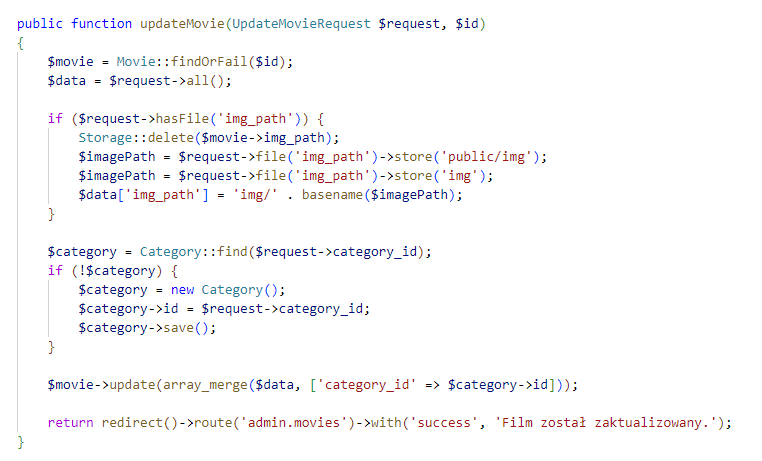 public function updateMovie(UpdateMovieRequest $request, $id)
{
    $movie = Movie::findOrFail($id);
    $data = $request->all();

    if ($request->hasFile('img_path')) {
        Storage::delete($movie->img_path);
        $imagePath = $request->file('img_path')->store('public/img');
        $imagePath = $request->file('img_path')->store('img');
        $data['img_path'] = 'img/' . basename($imagePath);
    }

    $category = Category::find($request->category_id);
    if (!$category) {
        $category = new Category();
        $category->id = $request->category_id;
        $category->save();
    }

    $movie->update(array_merge($data, ['category_id' => $category->id]));

    return redirect()->route('admin.movies')->with('success', 'Film został zaktualizowany.');
}